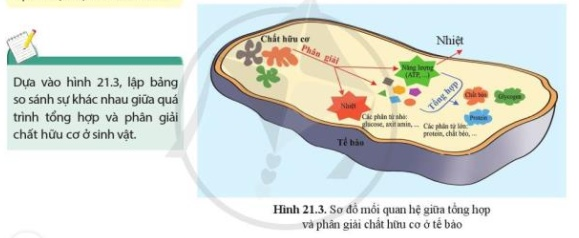 Dựa vào hình 21.3, lập bảng
so sánh sự khác nhau giữa quá
trình tổng hợp và phân giải
chất hữu cơ ở sinh vật.
Chất hữu cơ
Phân giải
Nhiệt
Năng lượng
(ATP, ...)
Tổng hợp
Nhiệt
Các phân tử nhỏ:
glucose, axit amin, ...
Chất béo
Glycogen
Protein
Các phân tử lớn:
protein, chất béo, ...
Tế bào
Hình 21.3. Sơ đồ mối quan hệ giữa tổng hợp
và phân giải chất hữu cơ ở tế bào